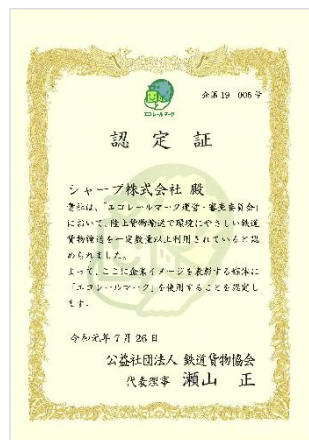 エコレールマーク
企第19－005号
認定証
シャープ株式会社 殿
貴社は、「エコレールマーク運営・審査委員会」
において、陸上貨物輸送で環境にやさしい鉄道
貨物輸送を一定数量以上利用されていると認
められました。
よって、ここに企業イメージを表彰する媒体に
「エコレールマーク」を使用することを認定し
ます。
令和元年7月26日
公益社団法人 鉄道貨物協会
代表理事 瀬山 正